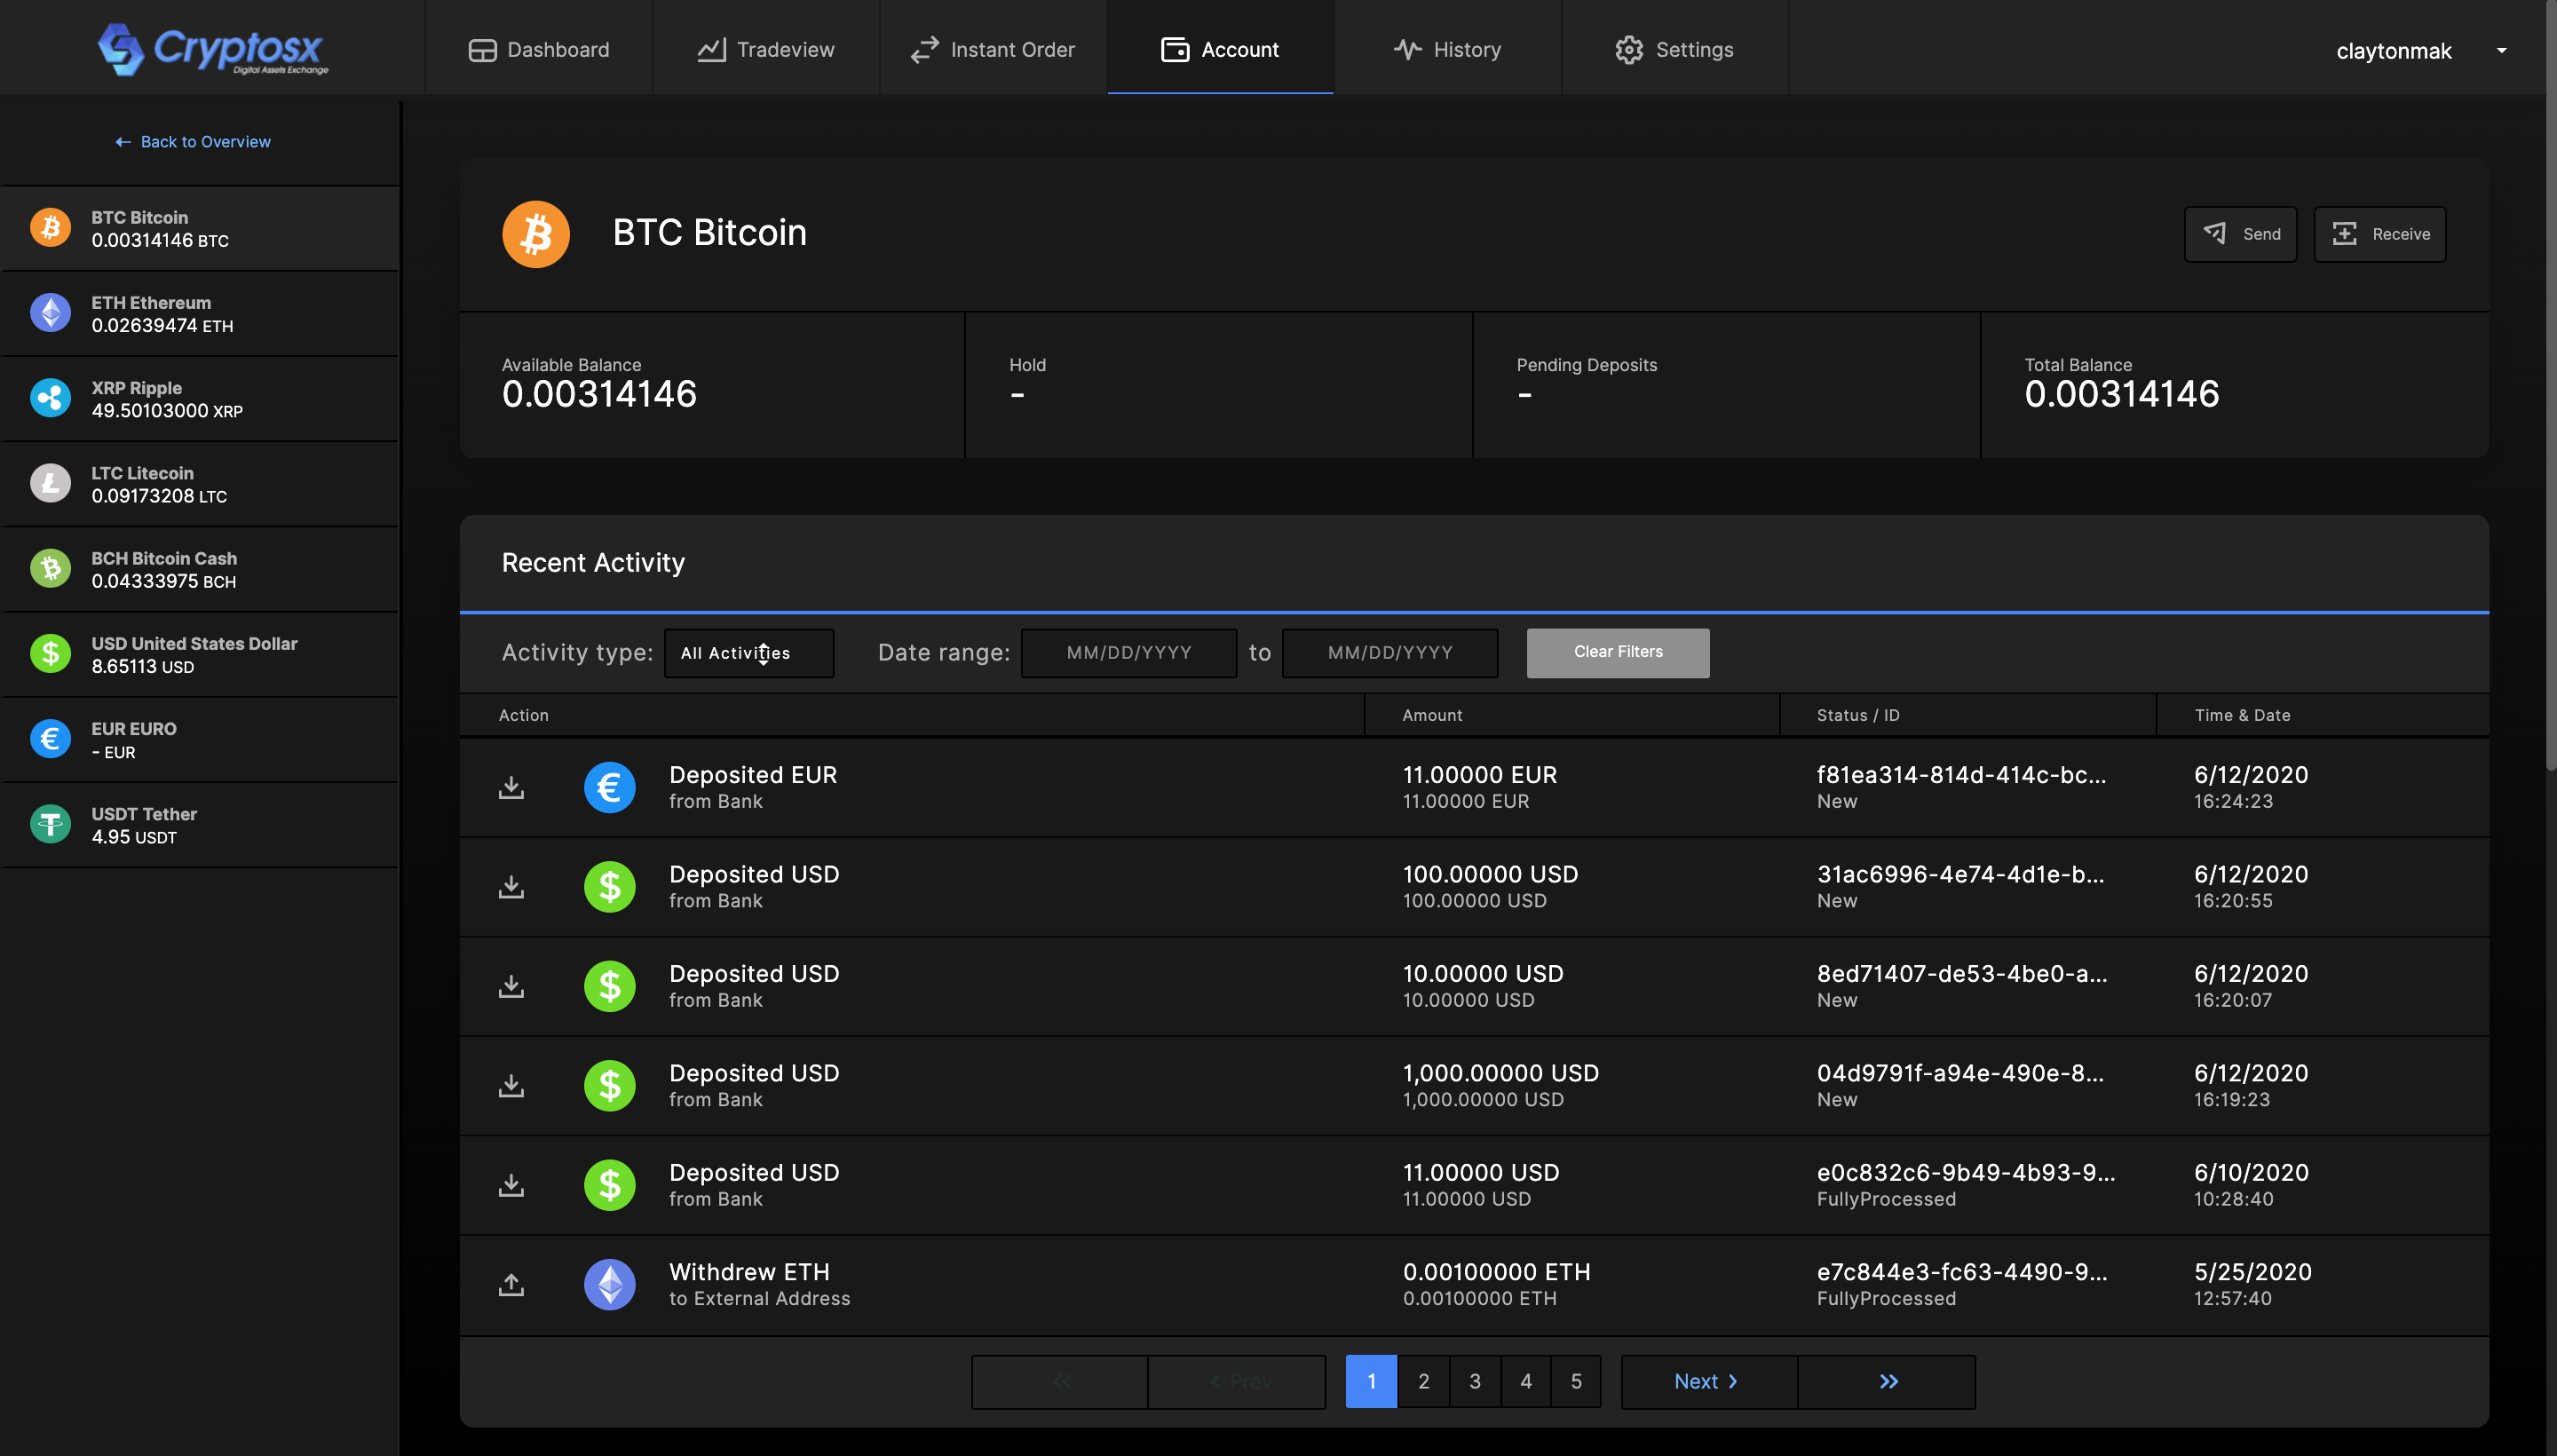 Cryptosx
Digital Assets Exchange
Dashboard
Tradeview
Instant Order
Account
History
Settings
claytonmak
Back to Overview
BTC Bitcoin
0.00314146 BTC
ETH Ethereum
0.02639474 ETH
XRP Ripple
49.50103000 XRP
LTC Litecoin
0.09173208 LTC
BCH Bitcoin Cash
0.04333975 BCH
USD United States Dollar
8.65113 USD
EUR EURO
- EUR
USDT Tether
4.95 USDT
BTC Bitcoin
Send
Receive
Available Balance
0.00314146
Hold
-
Pending Deposits
-
Total Balance
0.00314146
Recent Activity
Activity type: All Activities Date range: MM/DD/YYYY to MM/DD/YYYY Clear Filters
Action Amount Status / ID Time & Date
Deposited EUR 11.00000 EUR f81ea314-814d-414c-bc... 6/12/2020
from Bank 11.00000 EUR New 16:24:23
Deposited USD 100.00000 USD 31ac6996-4e74-4d1e-b... 6/12/2020
from Bank 100.00000 USD New 16:20:55
Deposited USD 10.00000 USD 8ed71407-de53-4be0-a... 6/12/2020
from Bank 10.00000 USD New 16:20:07
Deposited USD 1,000.00000 USD 04d9791f-a94e-490e-8... 6/12/2020
from Bank 1,000.00000 USD New 16:19:23
Deposited USD 11.00000 USD e0c832c6-9b49-4b93-9... 6/10/2020
from Bank 11.00000 USD FullyProcessed 10:28:40
Withdrew ETH 0.00100000 ETH e7c844e3-fc63-4490-9... 5/25/2020
to External Address 0.00100000 ETH FullyProcessed 12:57:40
« ‹ Prev 1 2 3 4 5 Next › »